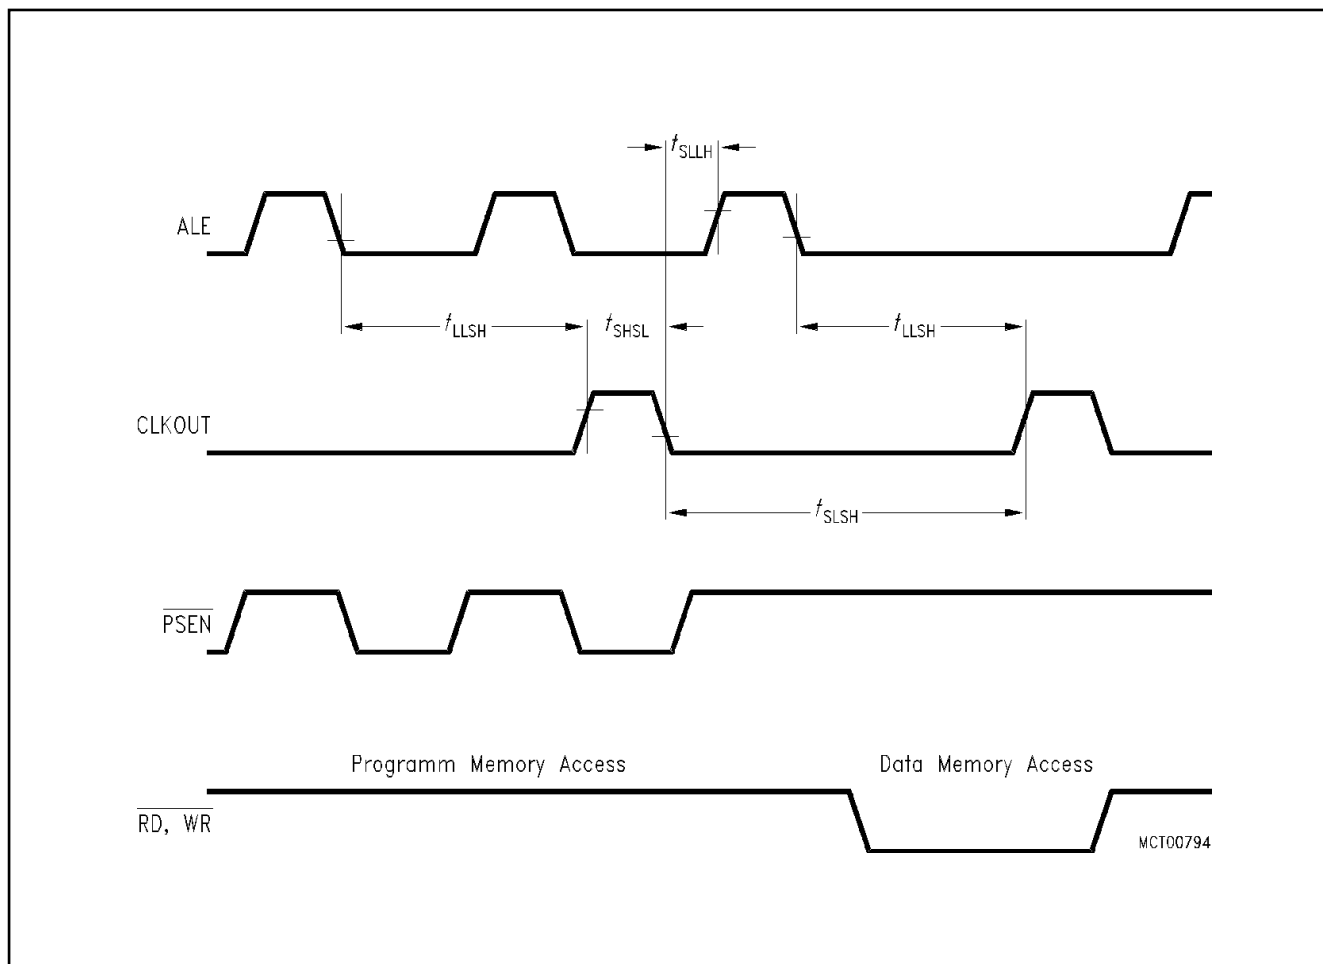 tSLLH
ALE
tLLSH tSHSL tLLSH
CLKOUT
tSLSH
PSEN
Programm Memory Access Data Memory Access
RD, WR
MCT00794